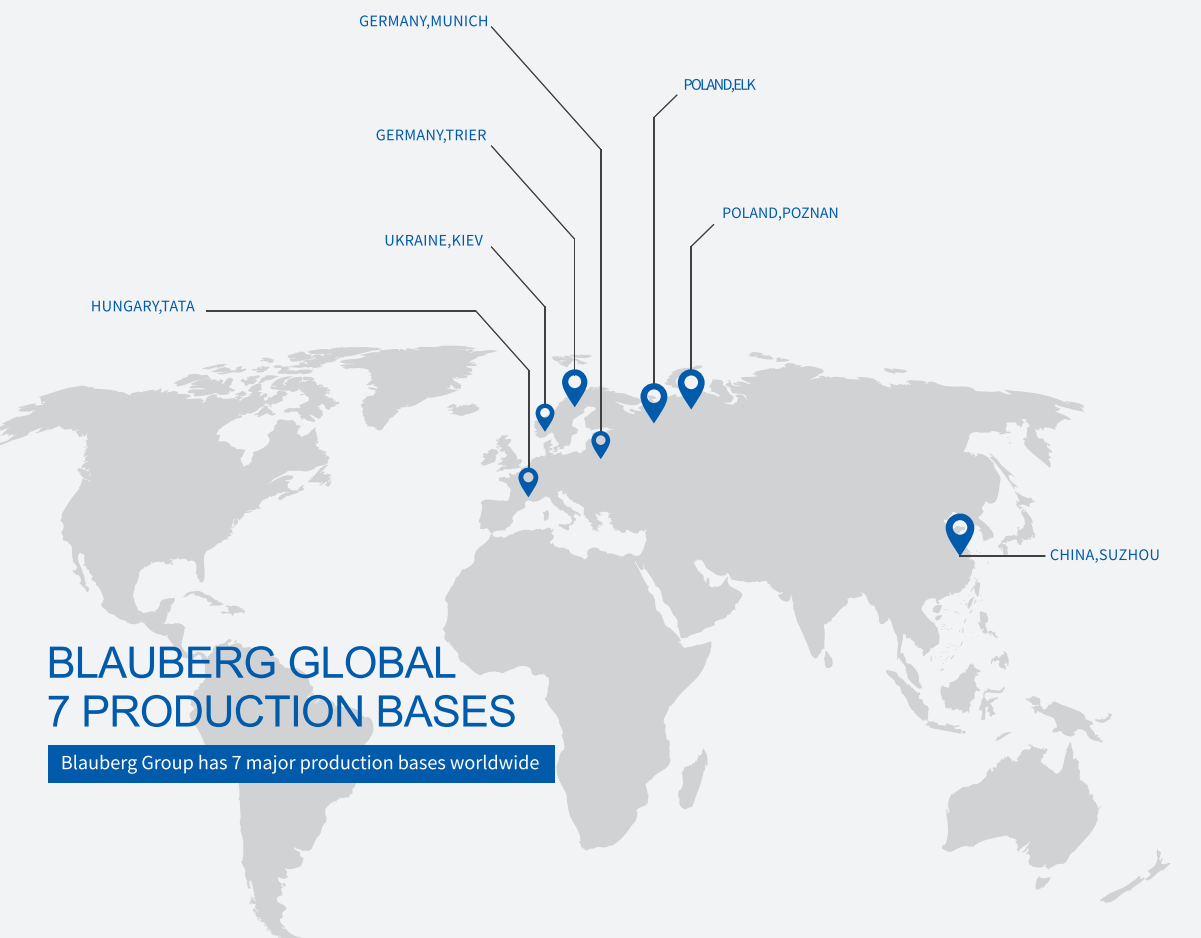 GERMANY,MUNICH
POLAND,ELK
GERMANY,TRIER
POLAND,POZNAN
UKRAINE,KIEV
HUNGARY,TATA
CHINA,SUZHOU
BLAUBERG GLOBAL
7 PRODUCTION BASES
Blauberg Group has 7 major production bases worldwide